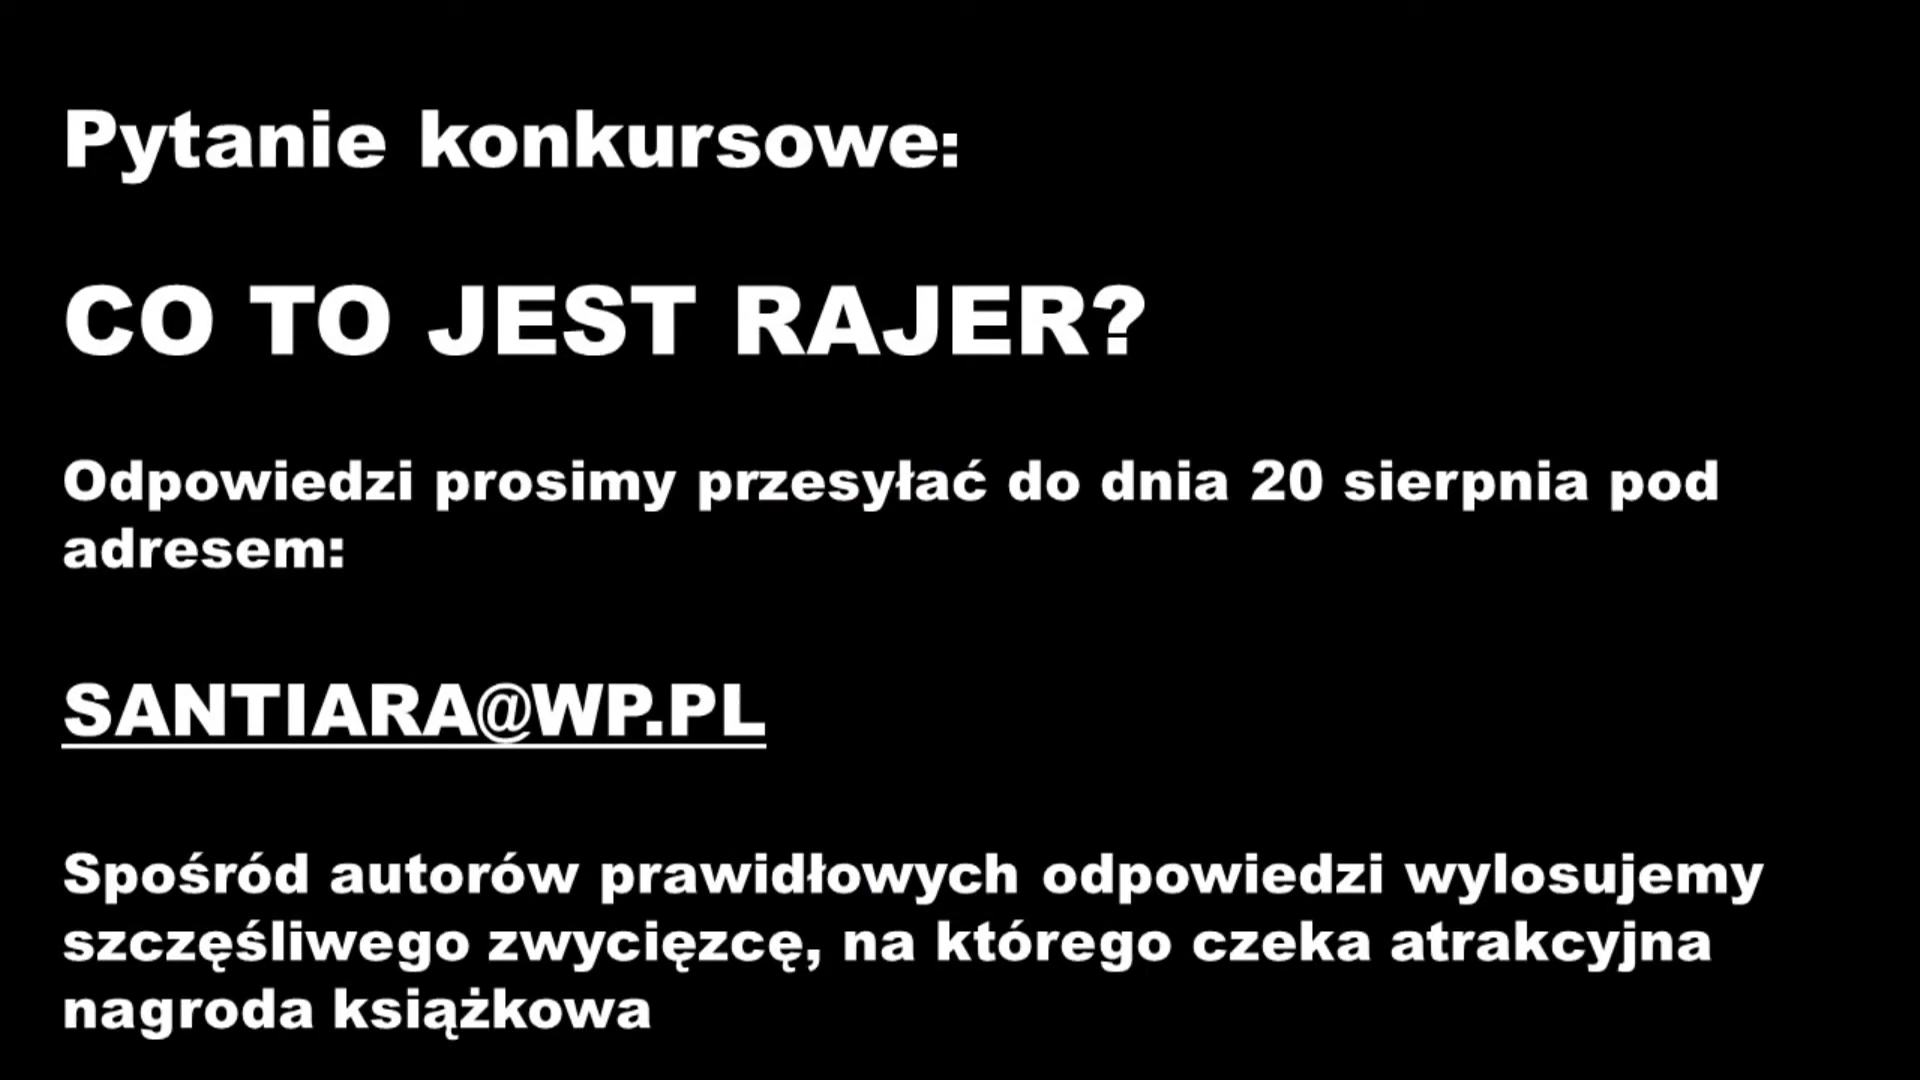 Pytanie konkursowe:
CO TO JEST RAJER?
Odpowiedzi prosimy przesyłać do dnia 20 sierpnia pod
adresem:
SANTIARA@WP.PL
Spośród autorów prawidłowych odpowiedzi wylosujemy
szczęśliwego zwycięzcę, na którego czeka atrakcyjna
nagroda książkowa